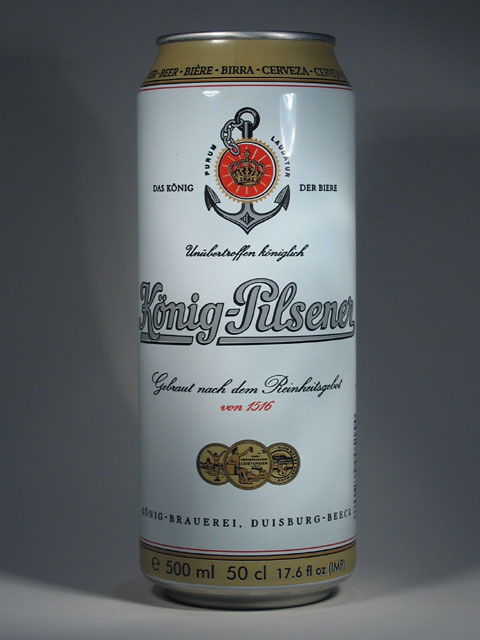 BEER - BIÈRE - BIRRA - CERVEZA -
PURUM LAUDATUR
DAS KÖNIG DER BIERE
Unübertroffen königlich
König-Pilsener
Gebraut nach dem Reinheitsgebot
von 1516
LEISTUNGEN
KÖNIG-BRAUEREI, DUISBURG-BEECK
e 500 ml 50 cl 17.6 fl oz (IMP)